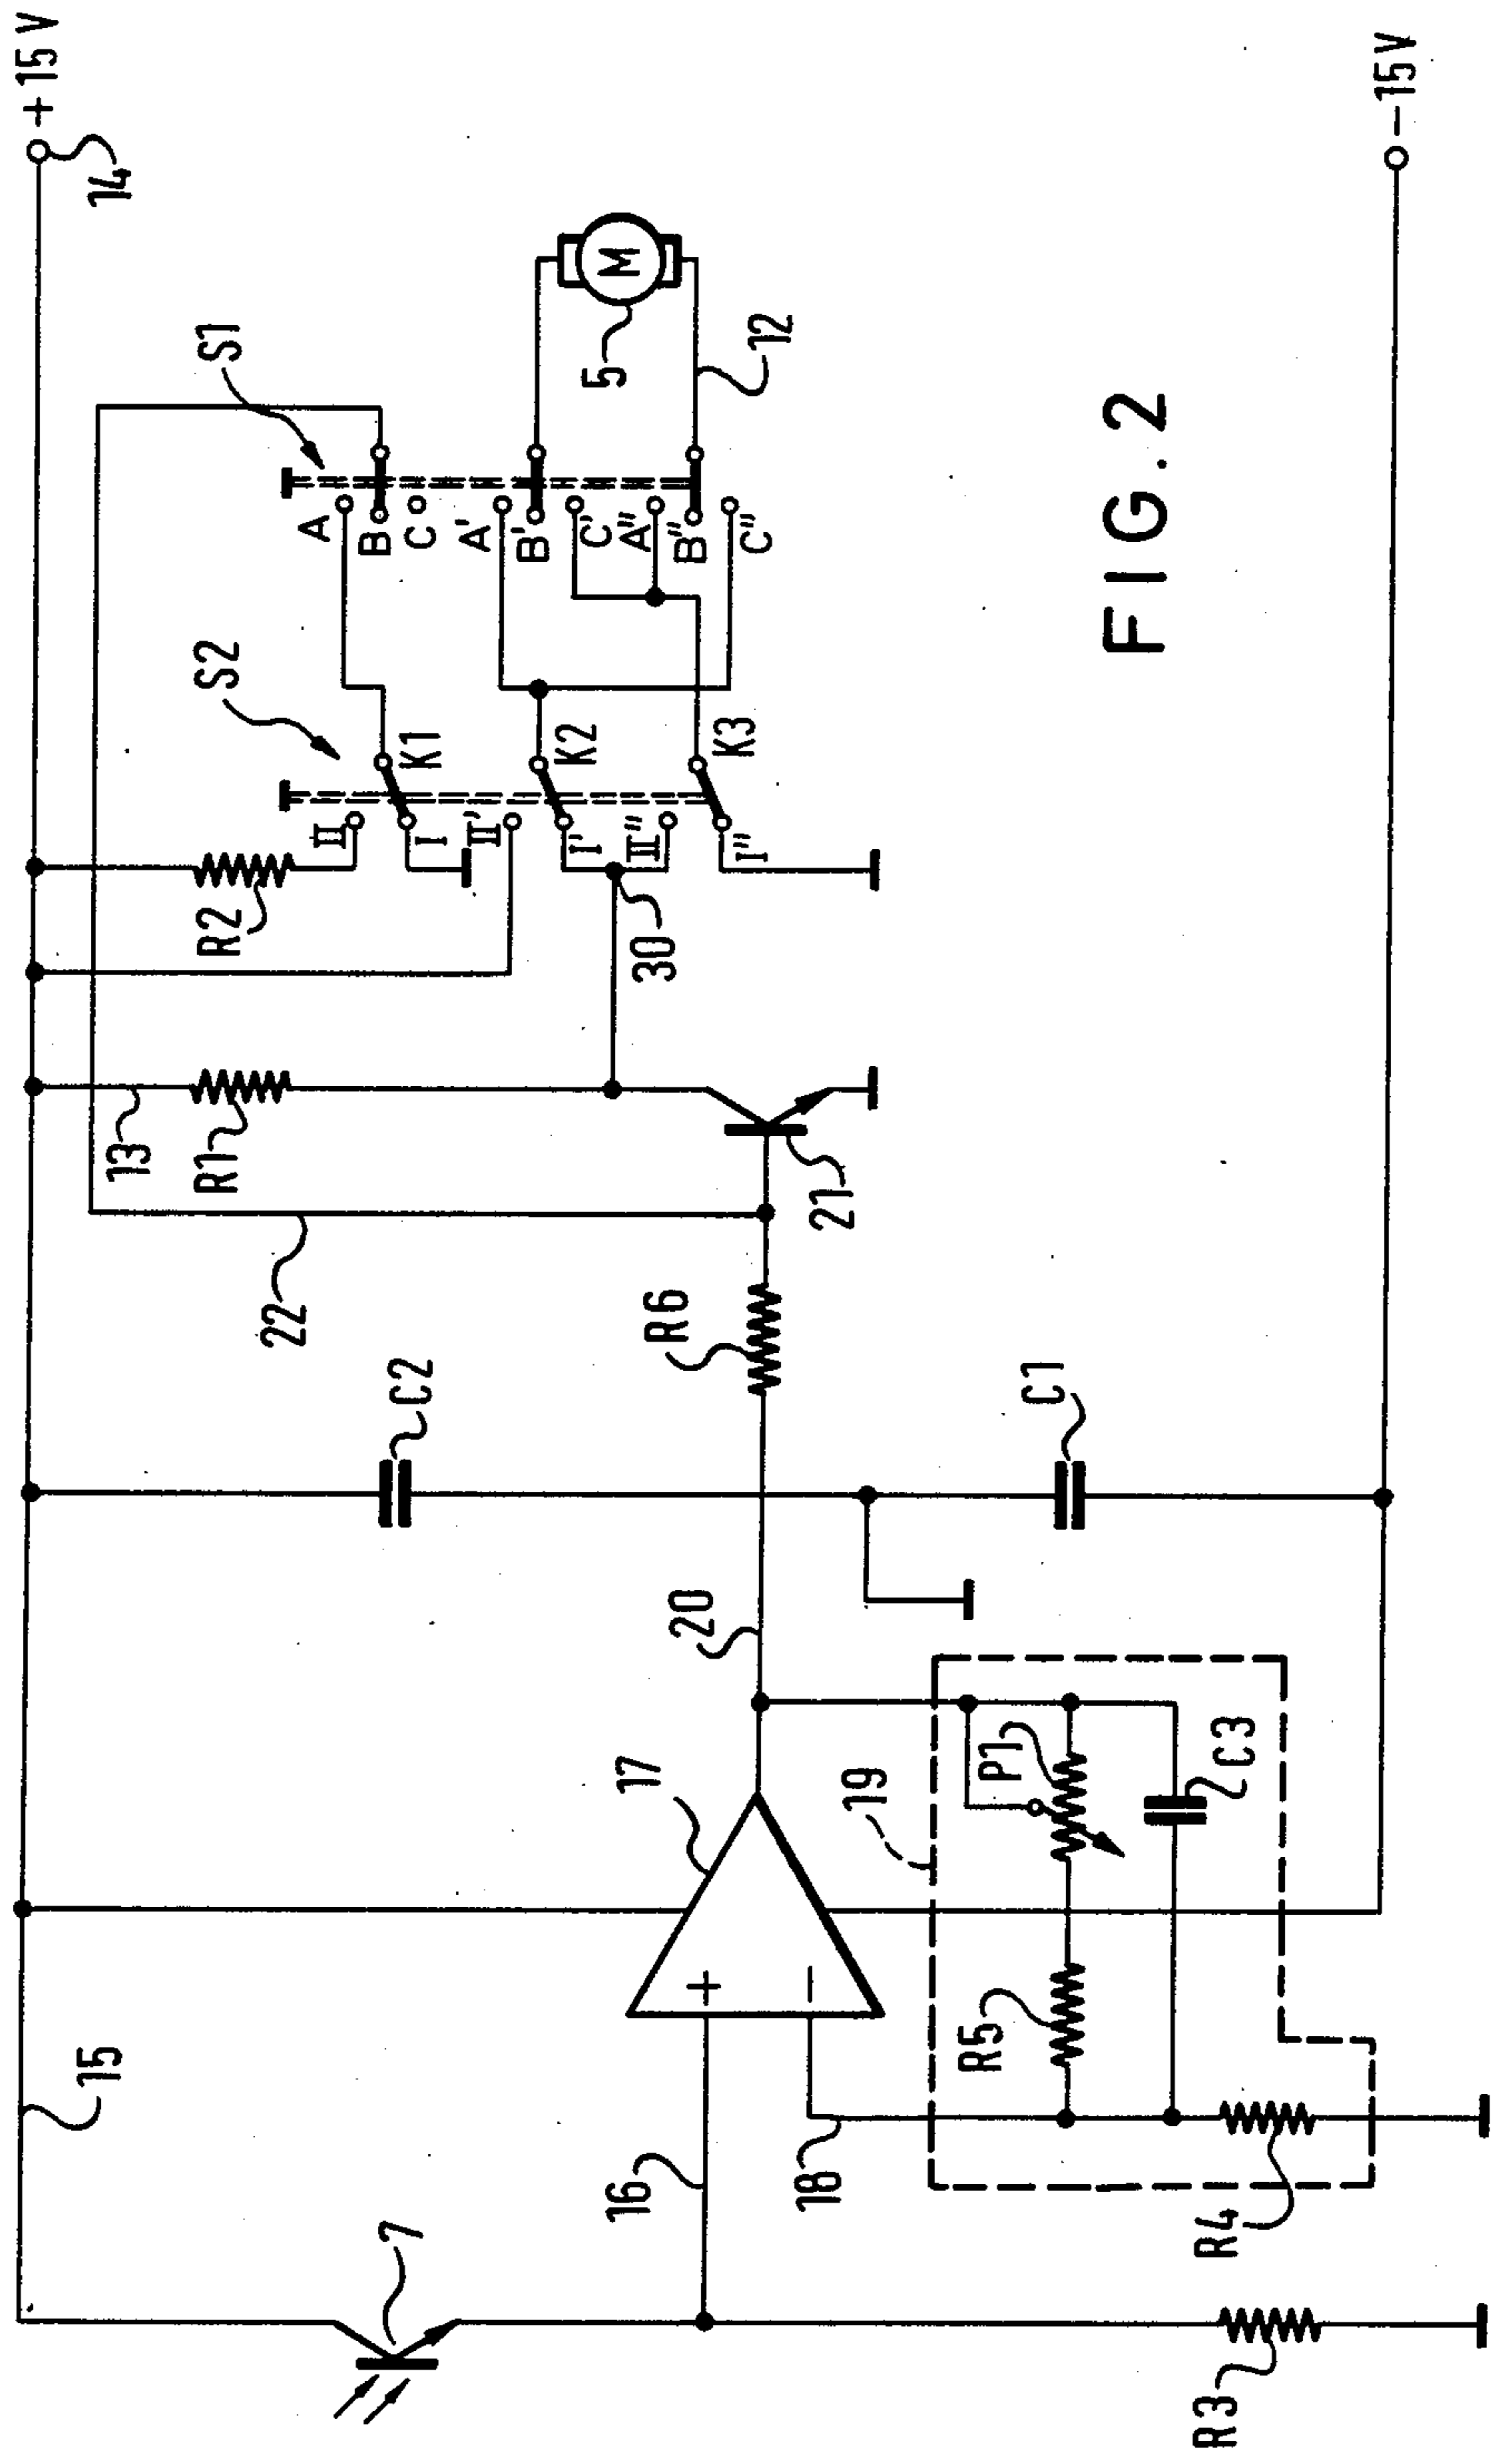 +15 V
14
S1
S2
A
B
C
A'
B'
C'
A"
B"
C"
M
5
12
K1
K2
K3
II
I
II'
I'
II"
I"
R2
30
13
R1
21
22
R6
C2
C1
20
17
+
−
19
P1
C3
R5
15
16
18
7
R4
R3
−15 V
FIG. 2